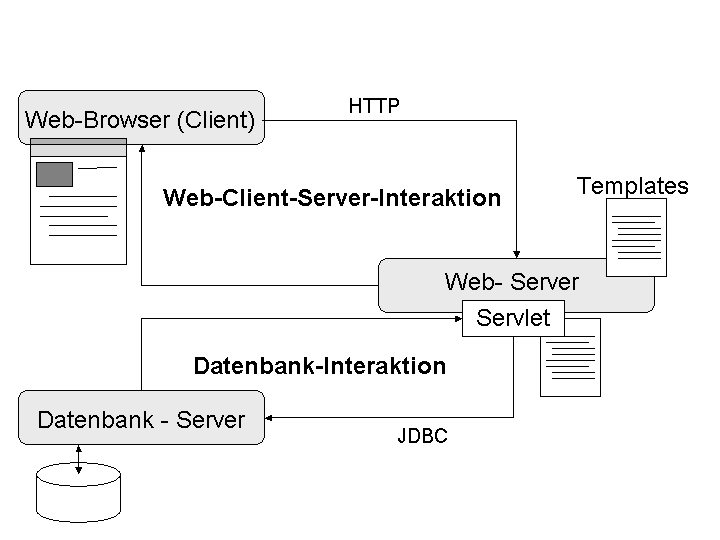 HTTP
Web-Browser (Client)
Templates
Web-Client-Server-Interaktion
Web- Server
Servlet
Datenbank-Interaktion
Datenbank - Server
JDBC